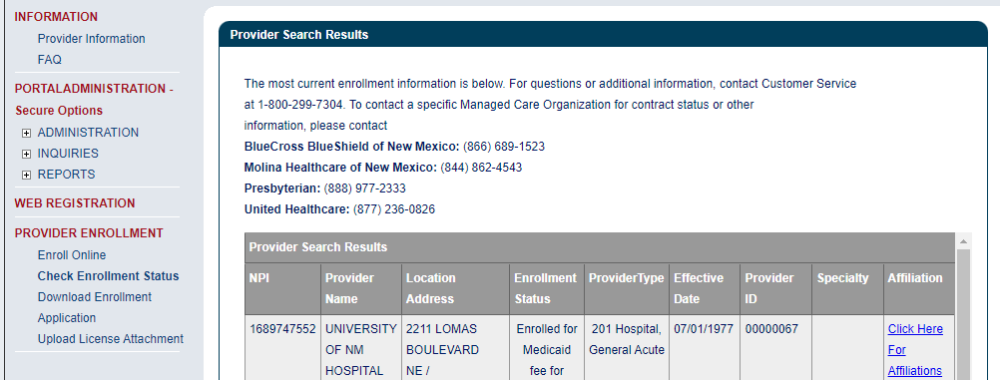 INFORMATION
Provider Information
FAQ
PORTALADMINISTRATION -
Secure Options
ADMINISTRATION
INQUIRIES
REPORTS
WEB REGISTRATION
PROVIDER ENROLLMENT
Enroll Online
Check Enrollment Status
Download Enrollment
Application
Upload License Attachment
Provider Search Results
The most current enrollment information is below. For questions or additional information, contact Customer Service
at 1-800-299-7304. To contact a specific Managed Care Organization for contract status or other
information, please contact
BlueCross BlueShield of New Mexico: (866) 689-1523
Molina Healthcare of New Mexico: (844) 862-4543
Presbyterian: (888) 977-2333
United Healthcare: (877) 236-0826
Provider Search Results
NPI
Provider
Name
Location
Address
Enrollment
Status
ProviderType
Effective
Date
Provider
ID
Specialty
Affiliation
1689747552
UNIVERSITY
OF NM
HOSPITAL
2211 LOMAS
BOULEVARD
NE /
Enrolled for
Medicaid
fee for
201 Hospital,
General Acute
07/01/1977
00000067
Click Here
For
Affiliations